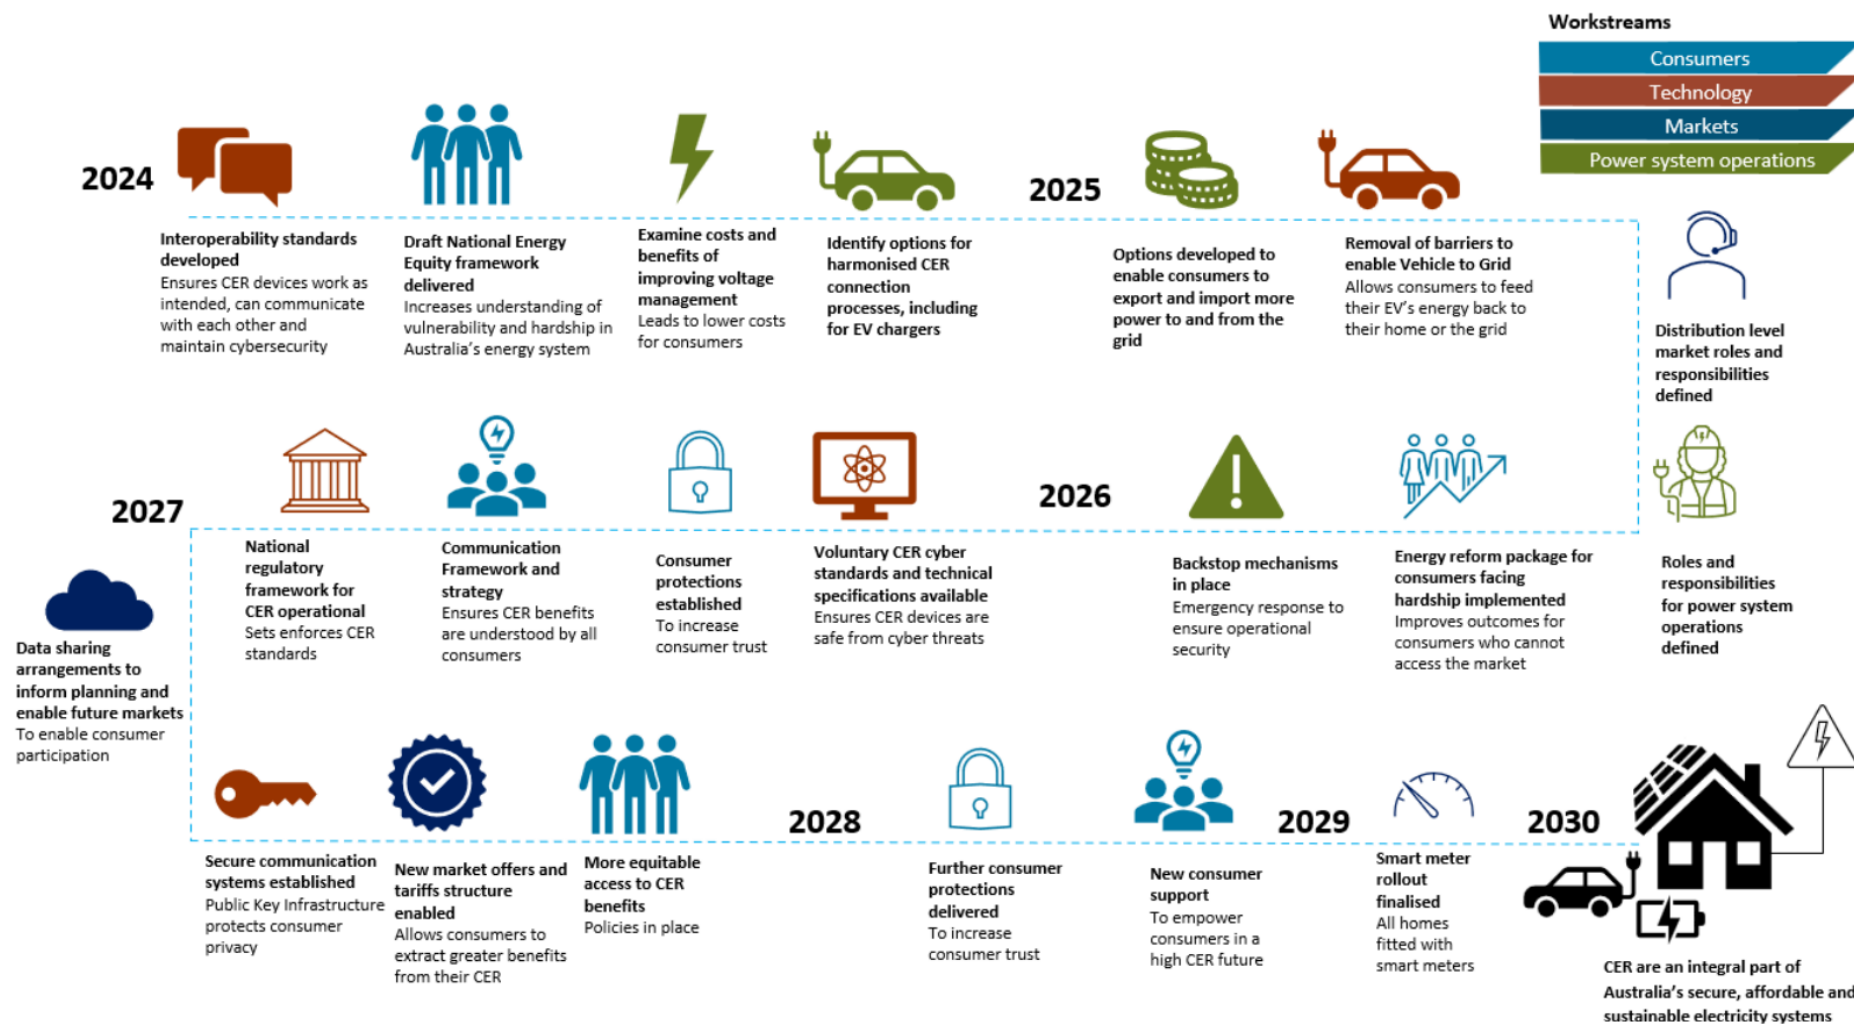 Workstreams
Consumers
Technology
Markets
Power system operations
2024
Interoperability standards
developed
Ensures CER devices work as
intended, can communicate
with each other and
maintain cybersecurity
Draft National Energy
Equity framework
delivered
Increases understanding of
vulnerability and hardship in
Australia's energy system
Examine costs and
benefits of
improving voltage
management
Leads to lower costs
for consumers
Identify options for
harmonised CER
connection
processes, including
for EV chargers
2025
Options developed to
enable consumers to
export and import more
power to and from the
grid
Removal of barriers to
enable Vehicle to Grid
Allows consumers to feed
their EV's energy back to
their home or the grid
Distribution level
market roles and
responsibilities
defined
Roles and
responsibilities
for power system
operations
defined
Energy reform package for
consumers facing
hardship implemented
Improves outcomes for
consumers who cannot
access the market
Backstop mechanisms
in place
Emergency response to
ensure operational
security
2026
Voluntary CER cyber
standards and technical
specifications available
Ensures CER devices are
safe from cyber threats
Consumer
protections
established
To increase
consumer trust
Communication
Framework and
strategy
Ensures CER benefits
are understood by all
consumers
National
regulatory
framework for
CER operational
Sets enforces CER
standards
2027
Data sharing
arrangements to
inform planning and
enable future markets
To enable consumer
participation
Secure communication
systems established
Public Key Infrastructure
protects consumer
privacy
New market offers and
tariffs structure
enabled
Allows consumers to
extract greater benefits
from their CER
More equitable
access to CER
benefits
Policies in place
2028
Further consumer
protections
delivered
To increase
consumer trust
New consumer
support
To empower
consumers in a
high CER future
2029
Smart meter
rollout
finalised
All homes
fitted with
smart meters
2030
CER are an integral part of
Australia's secure, affordable and
sustainable electricity systems